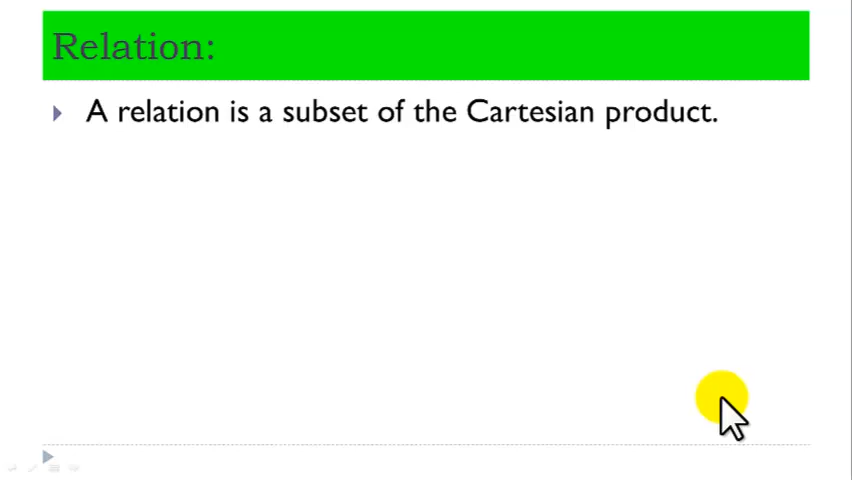 Relation:
A relation is a subset of the Cartesian product.